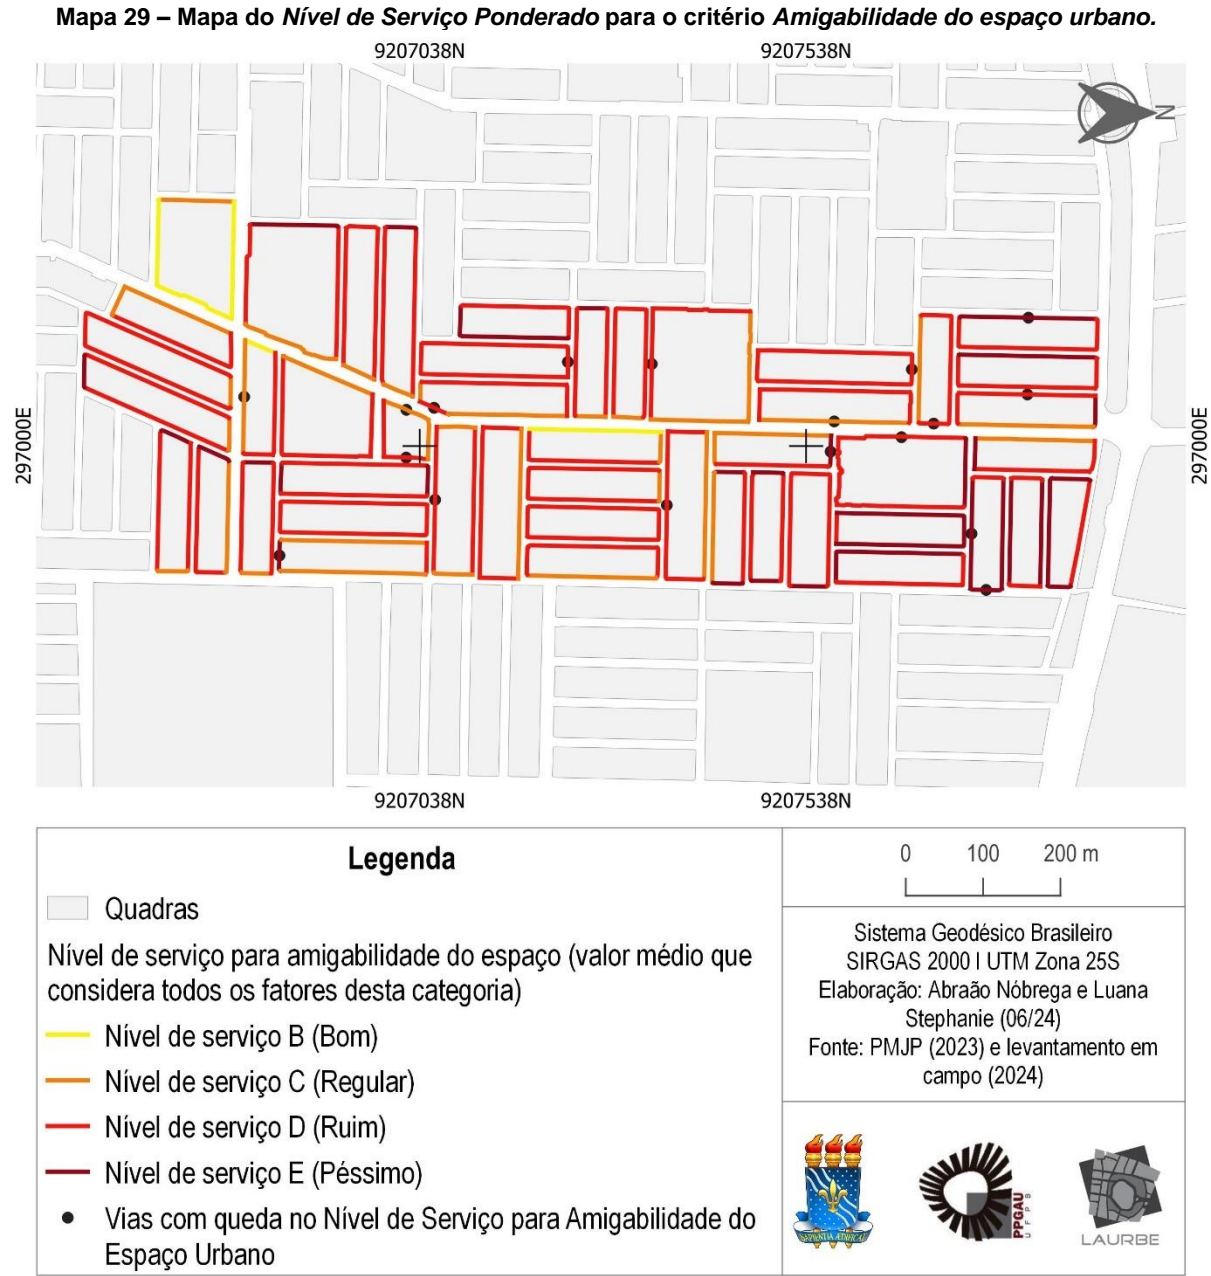 Mapa 29 – Mapa do Nível de Serviço Ponderado para o critério Amigabilidade do espaço urbano.
9207038N 9207538N
N
297000E 297000E
9207038N 9207538N
Legenda
Quadras
Nível de serviço para amigabilidade do espaço (valor médio que
considera todos os fatores desta categoria)
Nível de serviço B (Bom)
Nível de serviço C (Regular)
Nível de serviço D (Ruim)
Nível de serviço E (Péssimo)
Vias com queda no Nível de Serviço para Amigabilidade do
Espaço Urbano
0 100 200 m
Sistema Geodésico Brasileiro
SIRGAS 2000 I UTM Zona 25S
Elaboração: Abraão Nóbrega e Luana
Stephanie (06/24)
Fonte: PMJP (2023) e levantamento em
campo (2024)
SAPIENTIA ÆDIFICAT
PPGAU
UFPB
LAURBE